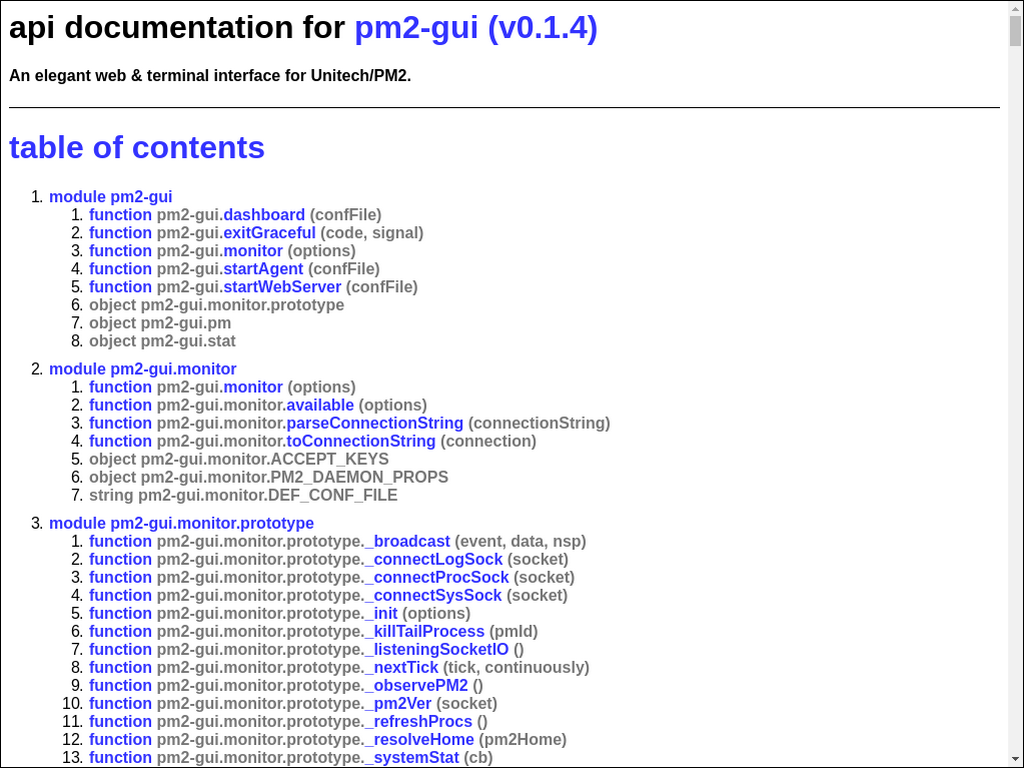 api documentation for pm2-gui (v0.1.4)
An elegant web & terminal interface for Unitech/PM2.
table of contents
1. module pm2-gui
1. function pm2-gui.dashboard (confFile)
2. function pm2-gui.exitGraceful (code, signal)
3. function pm2-gui.monitor (options)
4. function pm2-gui.startAgent (confFile)
5. function pm2-gui.startWebServer (confFile)
6. object pm2-gui.monitor.prototype
7. object pm2-gui.pm
8. object pm2-gui.stat
2. module pm2-gui.monitor
1. function pm2-gui.monitor (options)
2. function pm2-gui.monitor.available (options)
3. function pm2-gui.monitor.parseConnectionString (connectionString)
4. function pm2-gui.monitor.toConnectionString (connection)
5. object pm2-gui.monitor.ACCEPT_KEYS
6. object pm2-gui.monitor.PM2_DAEMON_PROPS
7. string pm2-gui.monitor.DEF_CONF_FILE
3. module pm2-gui.monitor.prototype
1. function pm2-gui.monitor.prototype._broadcast (event, data, nsp)
2. function pm2-gui.monitor.prototype._connectLogSock (socket)
3. function pm2-gui.monitor.prototype._connectProcSock (socket)
4. function pm2-gui.monitor.prototype._connectSysSock (socket)
5. function pm2-gui.monitor.prototype._init (options)
6. function pm2-gui.monitor.prototype._killTailProcess (pmId)
7. function pm2-gui.monitor.prototype._listeningSocketIO ()
8. function pm2-gui.monitor.prototype._nextTick (tick, continuously)
9. function pm2-gui.monitor.prototype._observePM2 ()
10. function pm2-gui.monitor.prototype._pm2Ver (socket)
11. function pm2-gui.monitor.prototype._refreshProcs ()
12. function pm2-gui.monitor.prototype._resolveHome (pm2Home)
13. function pm2-gui.monitor.prototype._systemStat (cb)